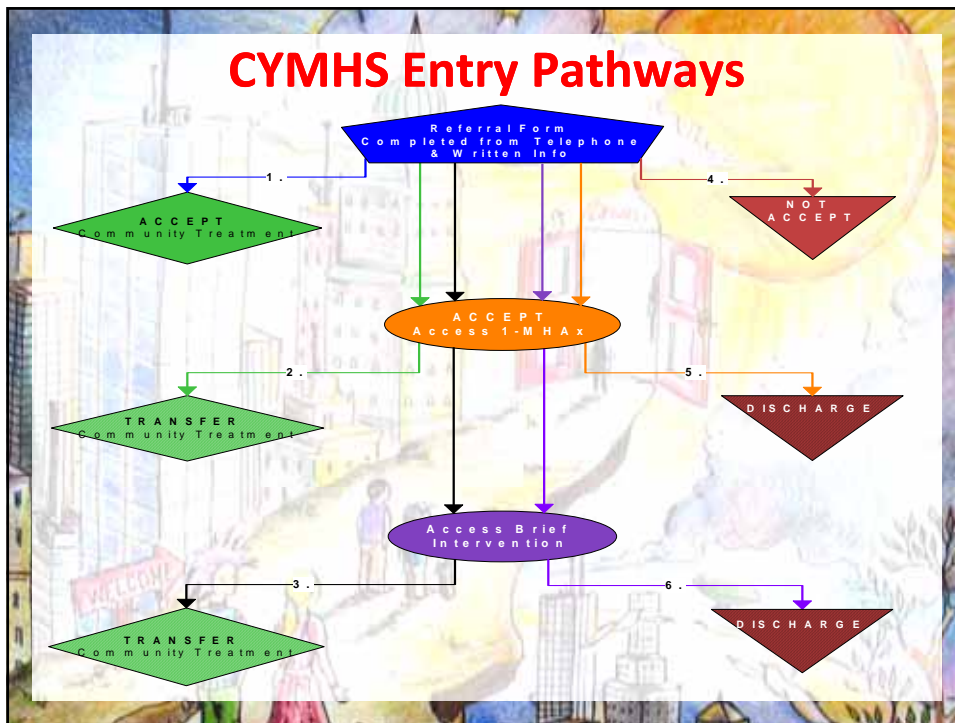 CYMHS Entry Pathways
Referral Form
Completed from Telephone
& Written Info
1.
4.
ACCEPT
Community Treatment
NOT
ACCEPT
ACCEPT
Access 1-MHAx
2.
5.
TRANSFER
Community Treatment
DISCHARGE
Access Brief
Intervention
3.
6.
WELCOME
TRANSFER
Community Treatment
DISCHARGE